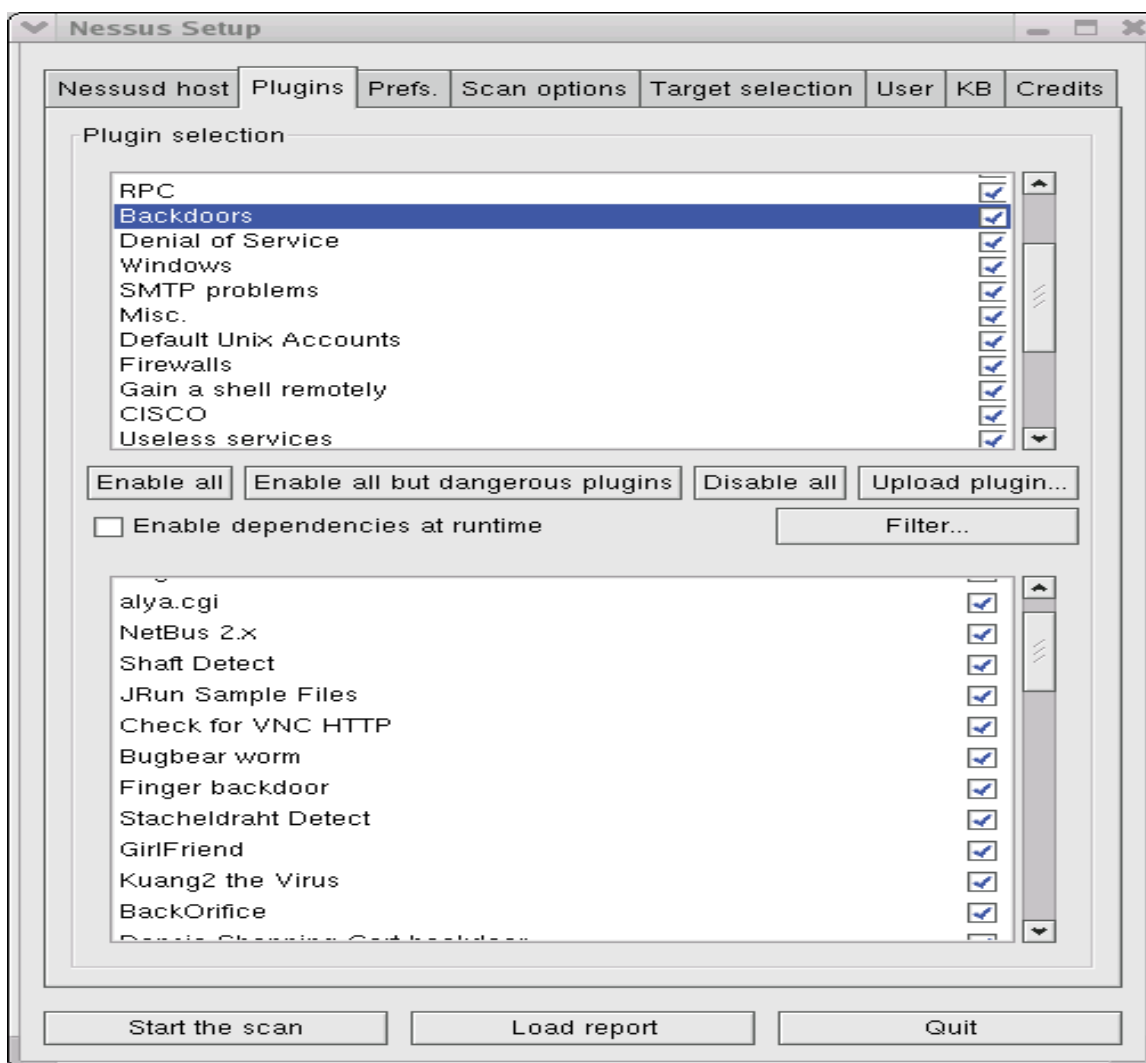 Nessus Setup
Nessusd host Plugins Prefs. Scan options Target selection User KB Credits
Plugin selection
RPC
Backdoors
Denial of Service
Windows
SMTP problems
Misc.
Default Unix Accounts
Firewalls
Gain a shell remotely
CISCO
Useless services
Enable all Enable all but dangerous plugins Disable all Upload plugin...
Enable dependencies at runtime Filter...
alya.cgi
NetBus 2.x
Shaft Detect
JRun Sample Files
Check for VNC HTTP
Bugbear worm
Finger backdoor
Stacheldraht Detect
GirlFriend
Kuang2 the Virus
BackOrifice
Shopping Cart backdoor
Start the scan Load report Quit